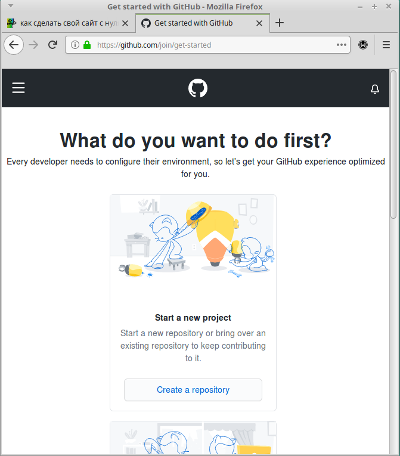 Get started with GitHub - Mozilla Firefox
как сделать свой сайт с нул
Get started with GitHub
https://github.com/join/get-started
What do you want to do first?
Every developer needs to configure their environment, so let's get your GitHub experience optimized
for you.
Start a new project
Start a new repository or bring over an
existing repository to keep contributing
to it.
Create a repository